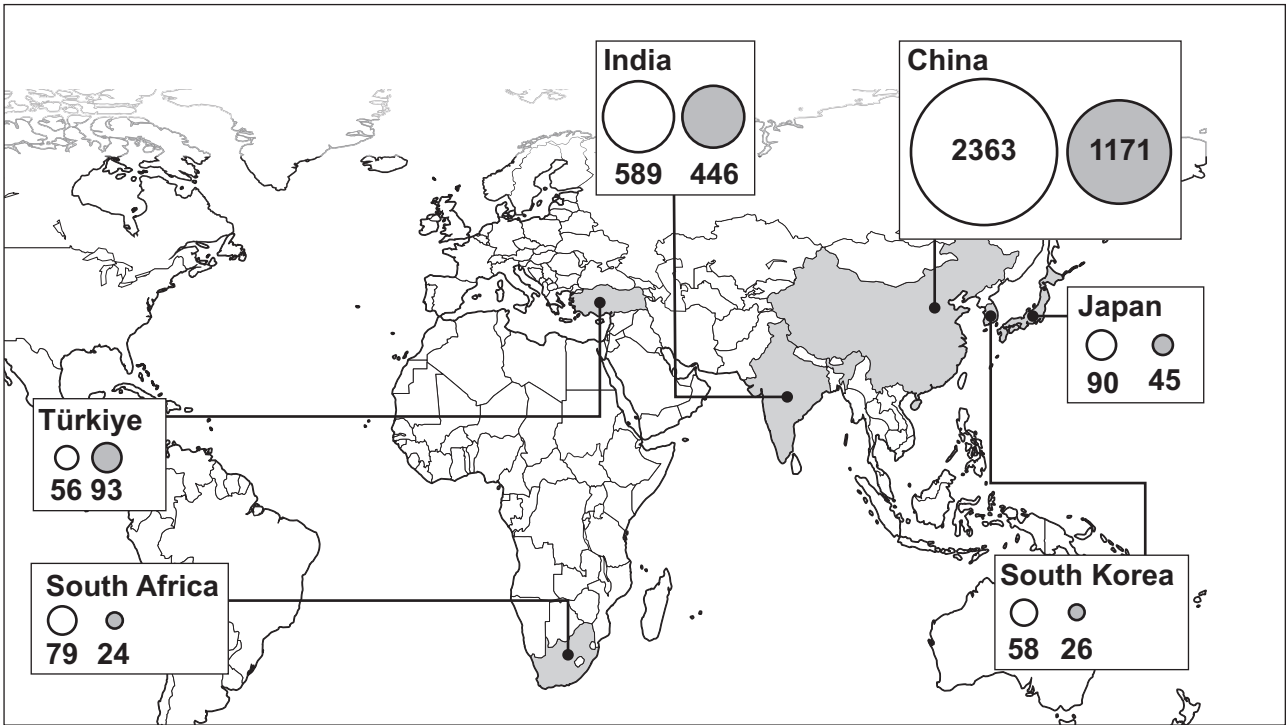 India
589 446
China
2363 1171
Japan
90 45
Türkiye
56 93
South Africa
79 24
South Korea
58 26